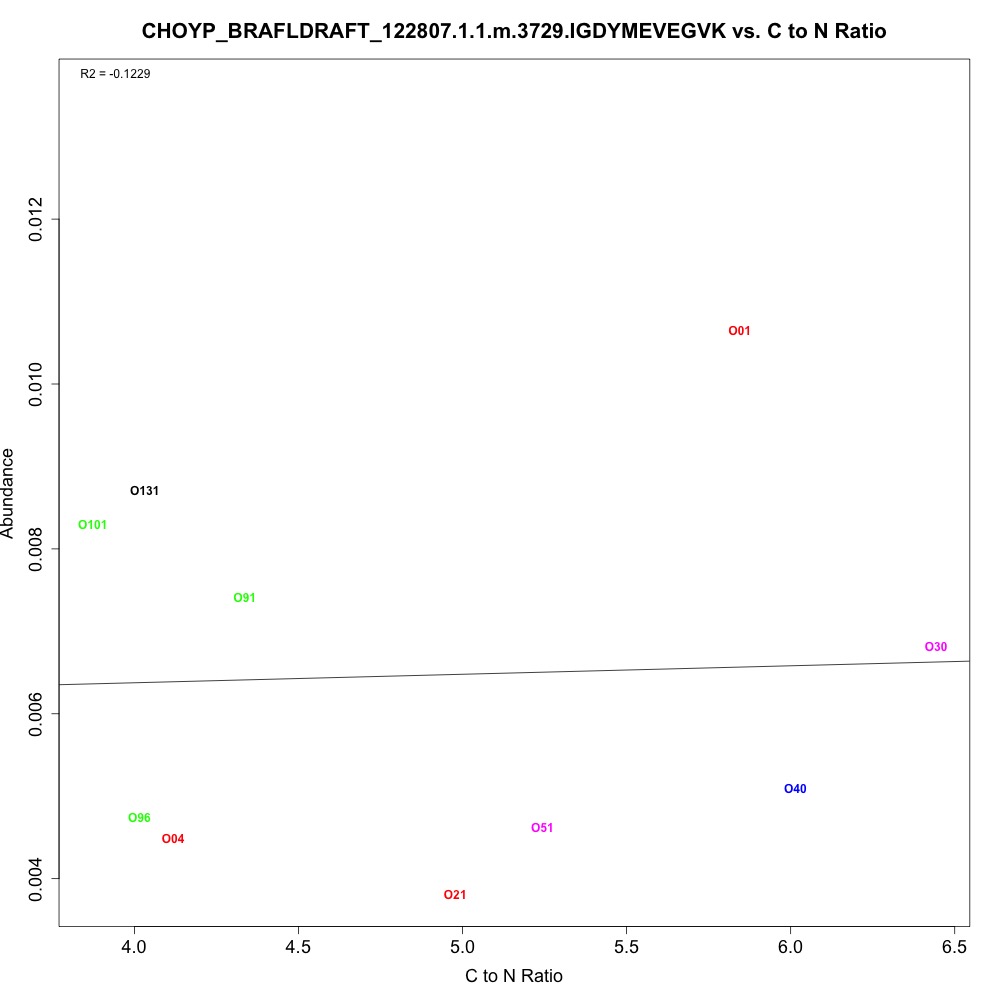 CHOYP_BRAFLDRAFT_122807.1.1.m.3729.IGDYMEVEGVK vs. C to N Ratio
R2 = -0.1229
0.012
O01
0.010
Abundance
O131
O101
0.008
O91
O30
0.006
O40
O96
O51
O04
0.004
O21
4.0 4.5 5.0 5.5 6.0 6.5
C to N Ratio